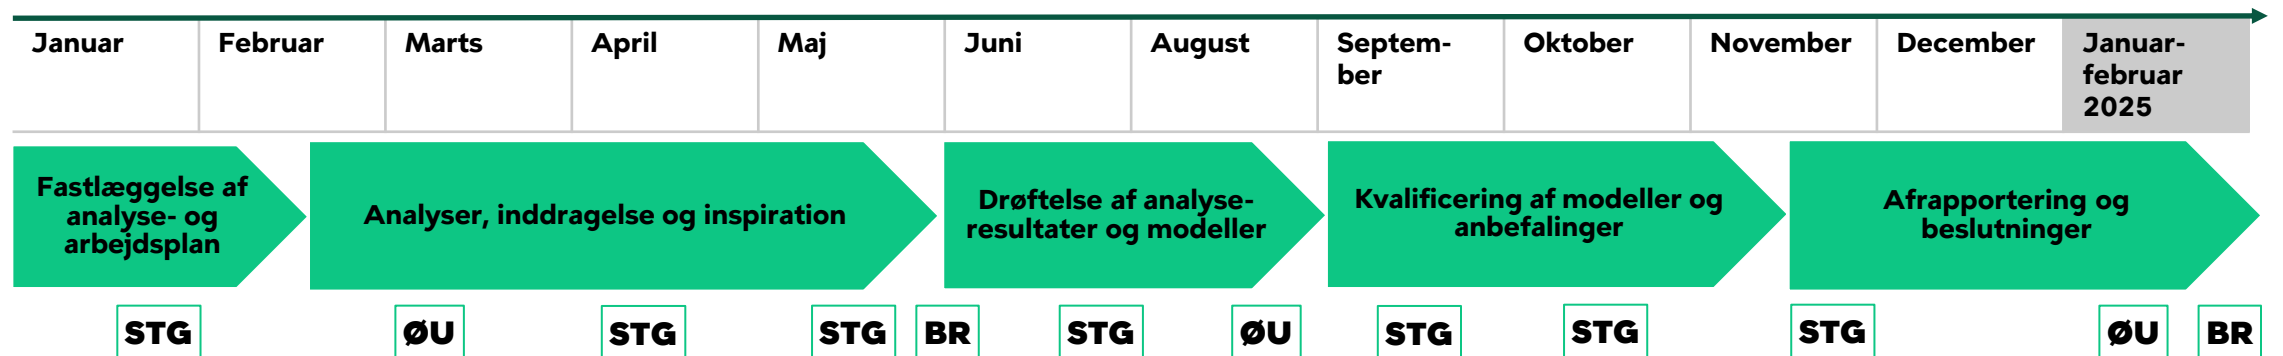 Januar
Februar
Marts
April
Maj
Juni
August
Septem-
ber
Oktober
November
December
Januar-
februar
2025
Fastlæggelse af
analyse- og
arbejdsplan
Analyser, inddragelse og inspiration
Drøftelse af analyse-
resultater og modeller
Kvalificering af modeller og
anbefalinger
Afrapportering og
beslutninger
STG
ØU
STG
STG
BR
STG
ØU
STG
STG
STG
ØU
BR